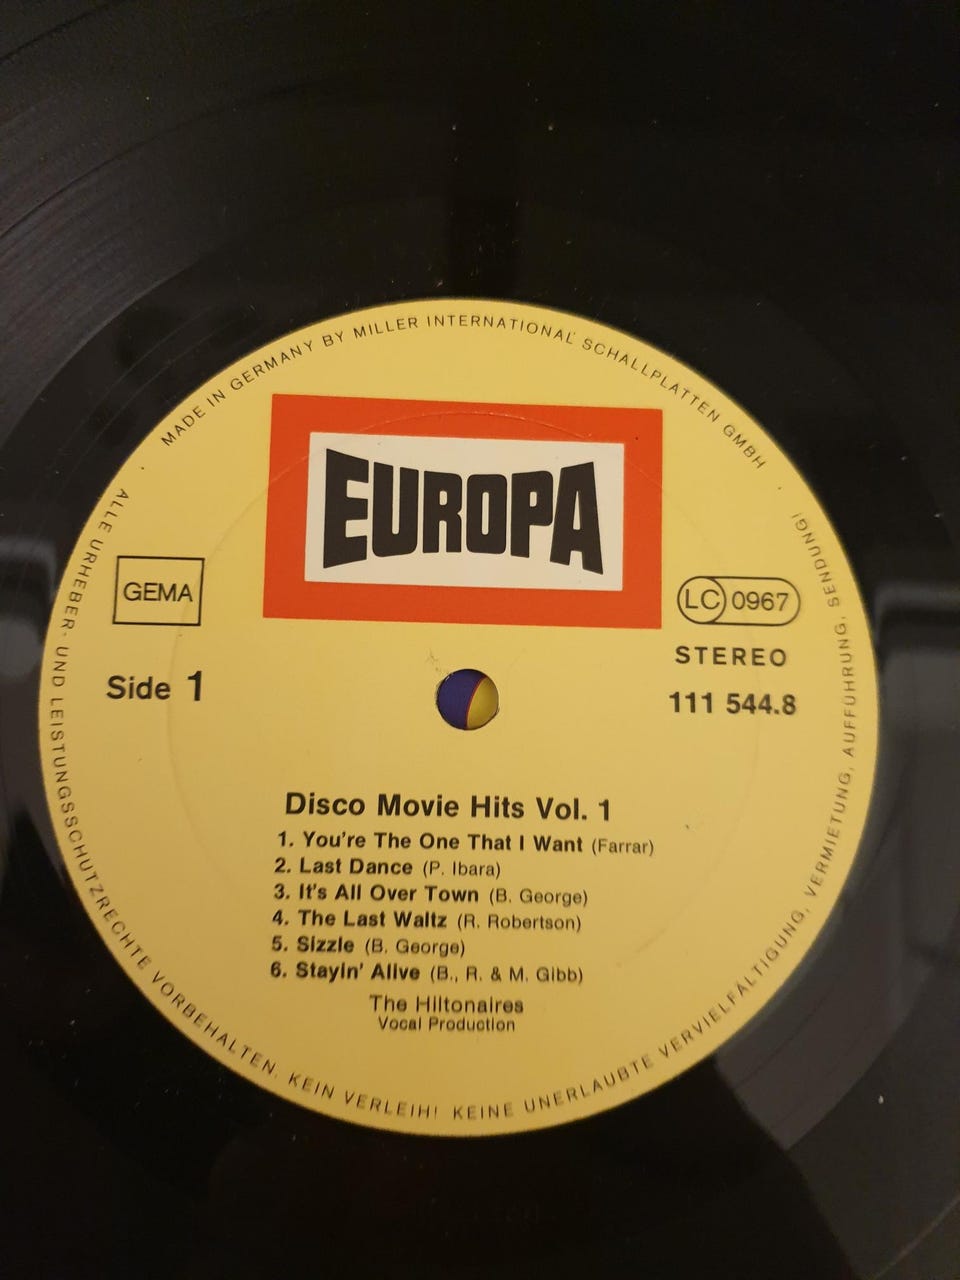 MADE IN GERMANY BY MILLER INTERNATIONAL SCHALLPLATTEN GMBH
EUROPA
GEMA
LC 0967
STEREO
Side 1
111 544.8
Disco Movie Hits Vol. 1
1. You're The One That I Want (Farrar)
2. Last Dance (P. Ibara)
3. It's All Over Town (B. George)
4. The Last Waltz (R. Robertson)
5. Sizzle (B. George)
6. Stayin' Alive (B., R. & M. Gibb)
The Hiltonaires
Vocal Production
ALLE URHEBER- UND LEISTUNGSSCHUTZRECHTE VORBEHALTEN. KEIN VERLEIH! KEINE UNERLAUBTE VERVIELFÄLTIGUNG, VERMIETUNG, AUFFÜHRUNG, SENDUNG!